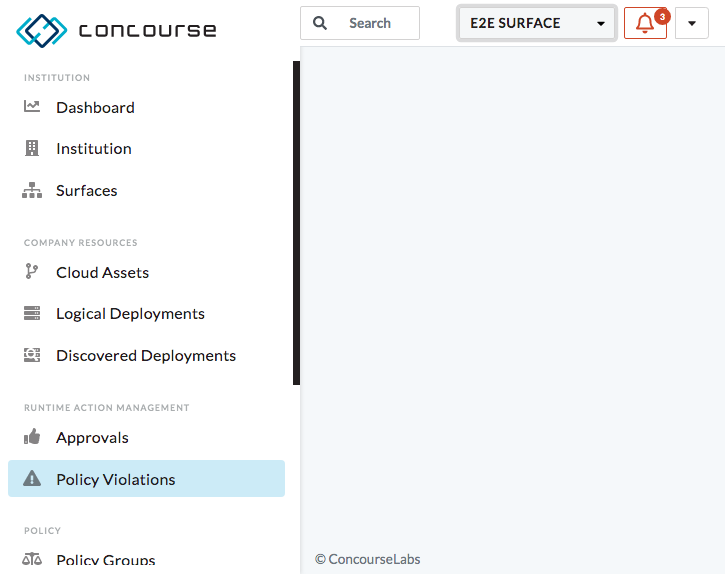 concourse
Search
E2E SURFACE
3
INSTITUTION
Dashboard
Institution
Surfaces
COMPANY RESOURCES
Cloud Assets
Logical Deployments
Discovered Deployments
RUNTIME ACTION MANAGEMENT
Approvals
Policy Violations
POLICY
Policy Groups
© ConcourseLabs